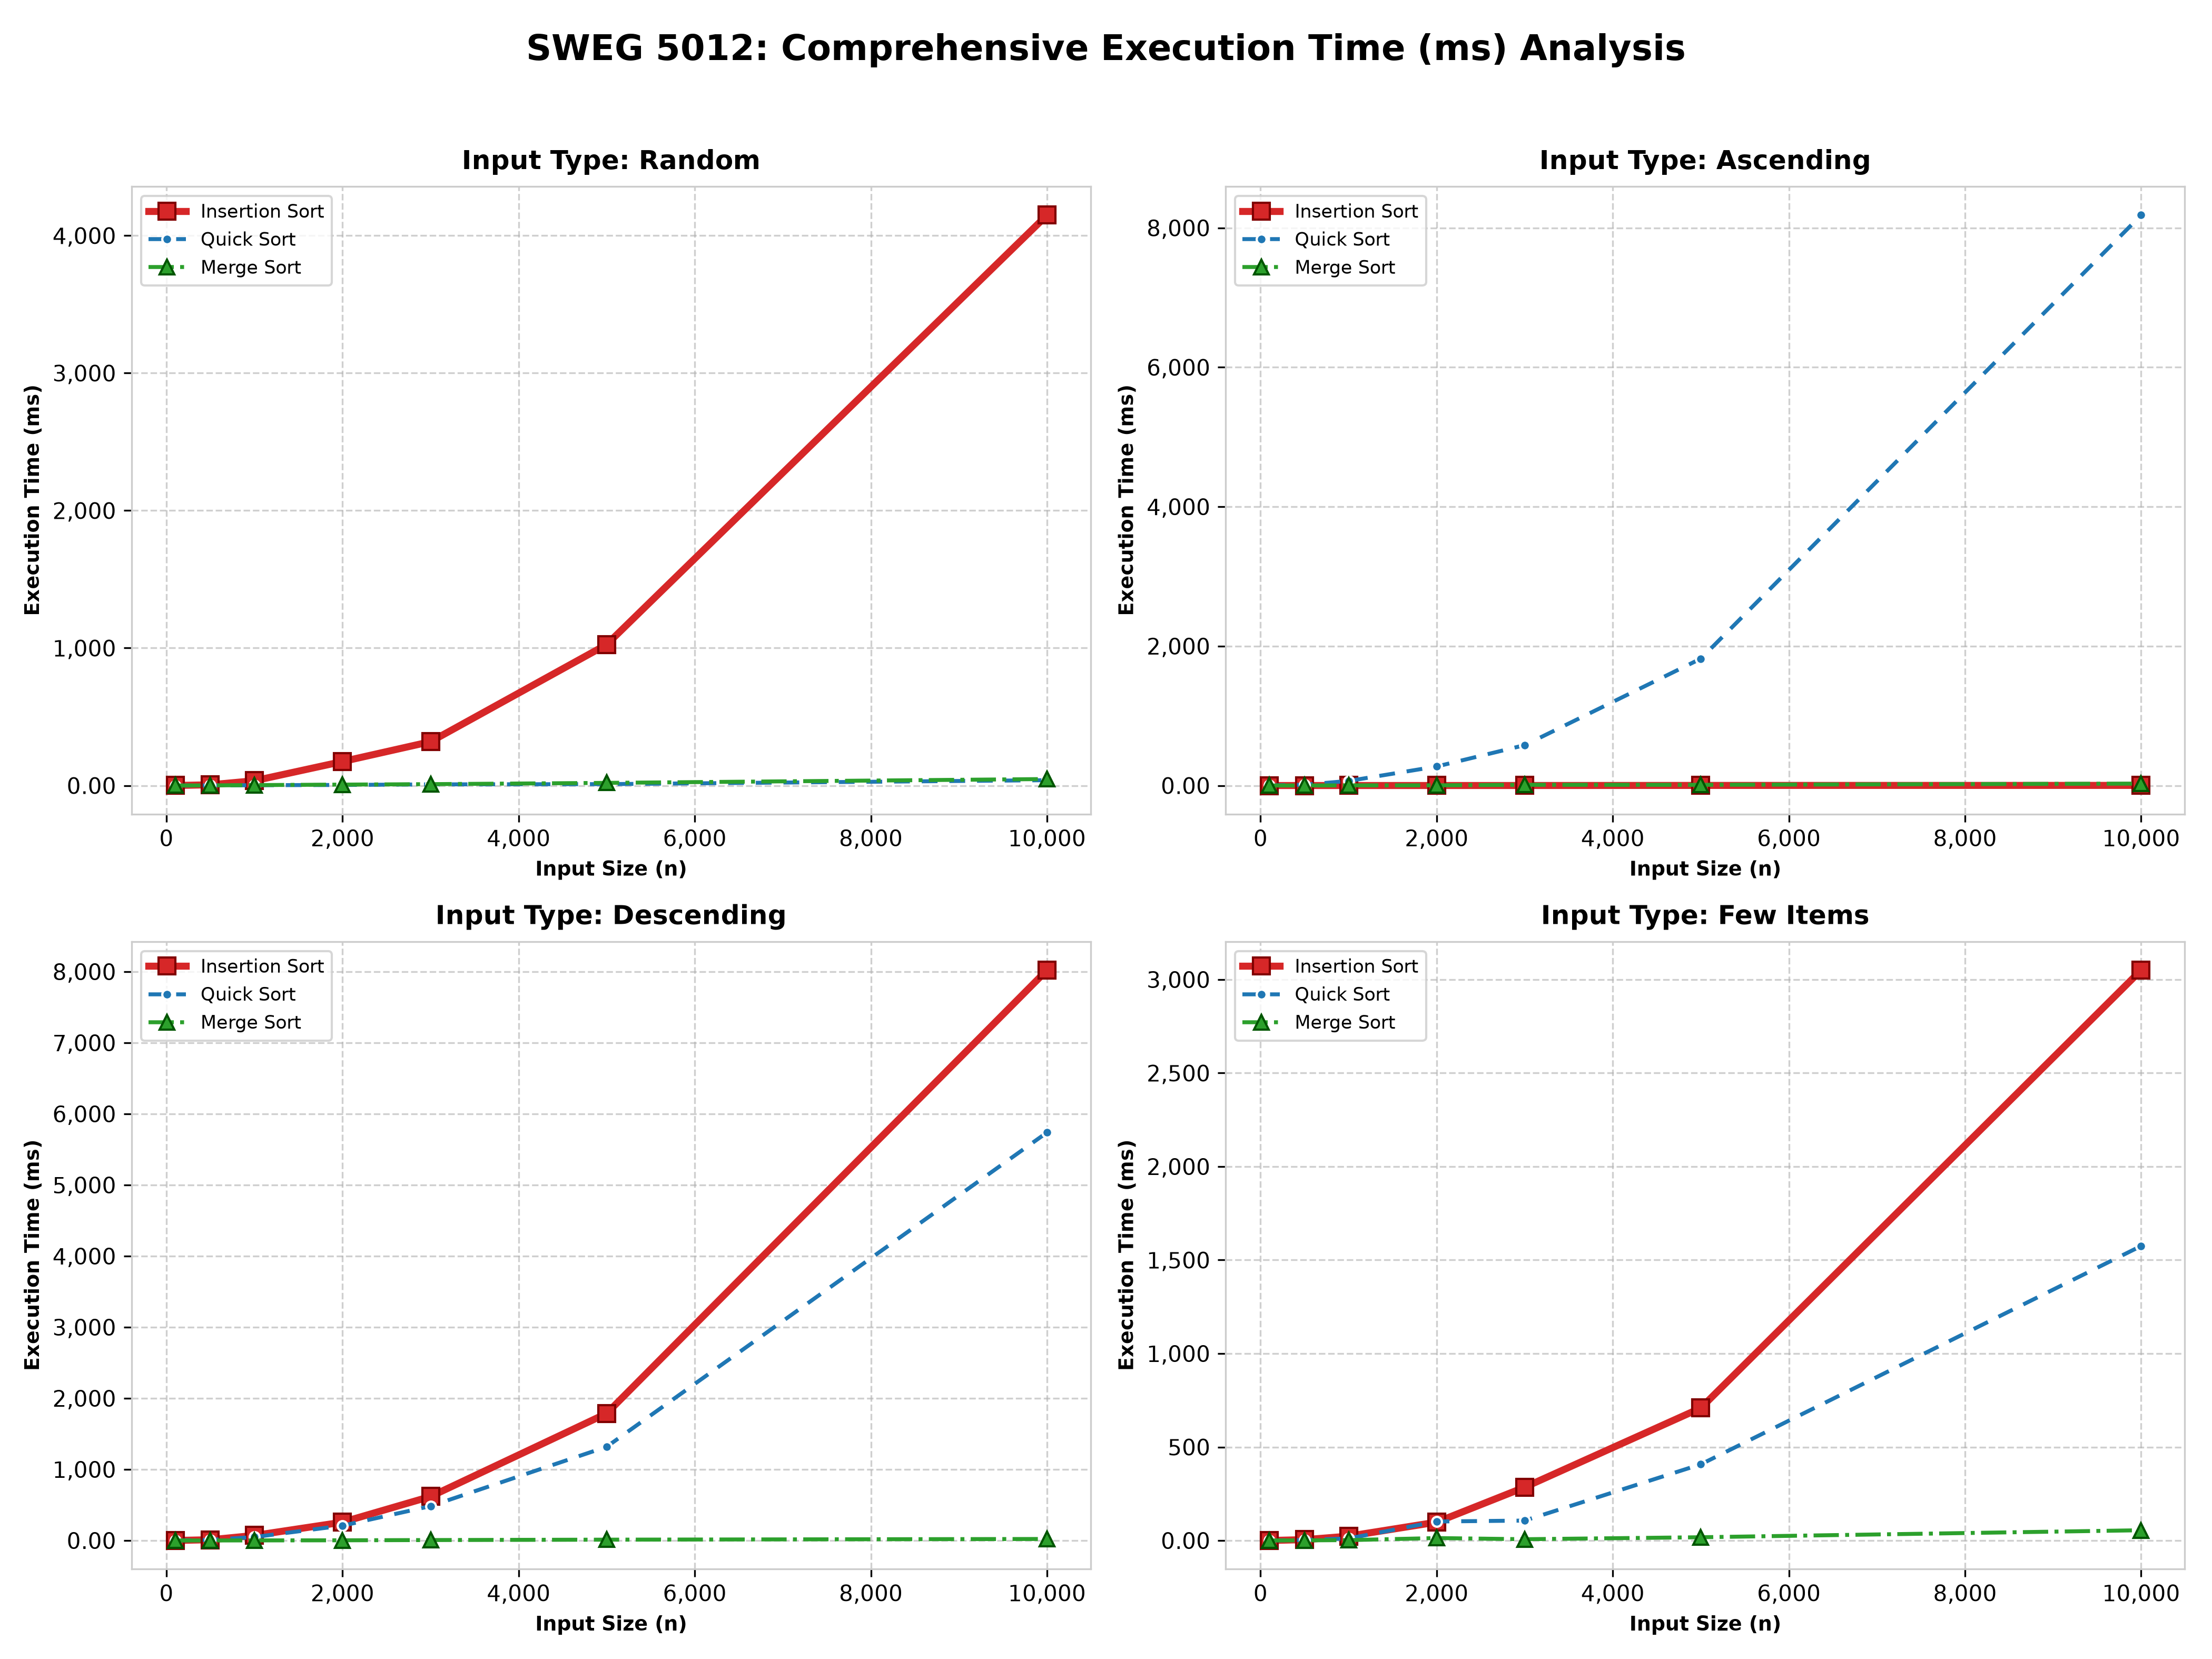 SWEG 5012: Comprehensive Execution Time (ms) Analysis
Input Type: Random
Insertion Sort
Quick Sort
Merge Sort
Execution Time (ms)
4,000
3,000
2,000
1,000
0.00
0 2,000 4,000 6,000 8,000 10,000
Input Size (n)
Input Type: Ascending
Insertion Sort
Quick Sort
Merge Sort
Execution Time (ms)
8,000
6,000
4,000
2,000
0.00
0 2,000 4,000 6,000 8,000 10,000
Input Size (n)
Input Type: Descending
Insertion Sort
Quick Sort
Merge Sort
Execution Time (ms)
8,000
7,000
6,000
5,000
4,000
3,000
2,000
1,000
0.00
0 2,000 4,000 6,000 8,000 10,000
Input Size (n)
Input Type: Few Items
Insertion Sort
Quick Sort
Merge Sort
Execution Time (ms)
3,000
2,500
2,000
1,500
1,000
500
0.00
0 2,000 4,000 6,000 8,000 10,000
Input Size (n)